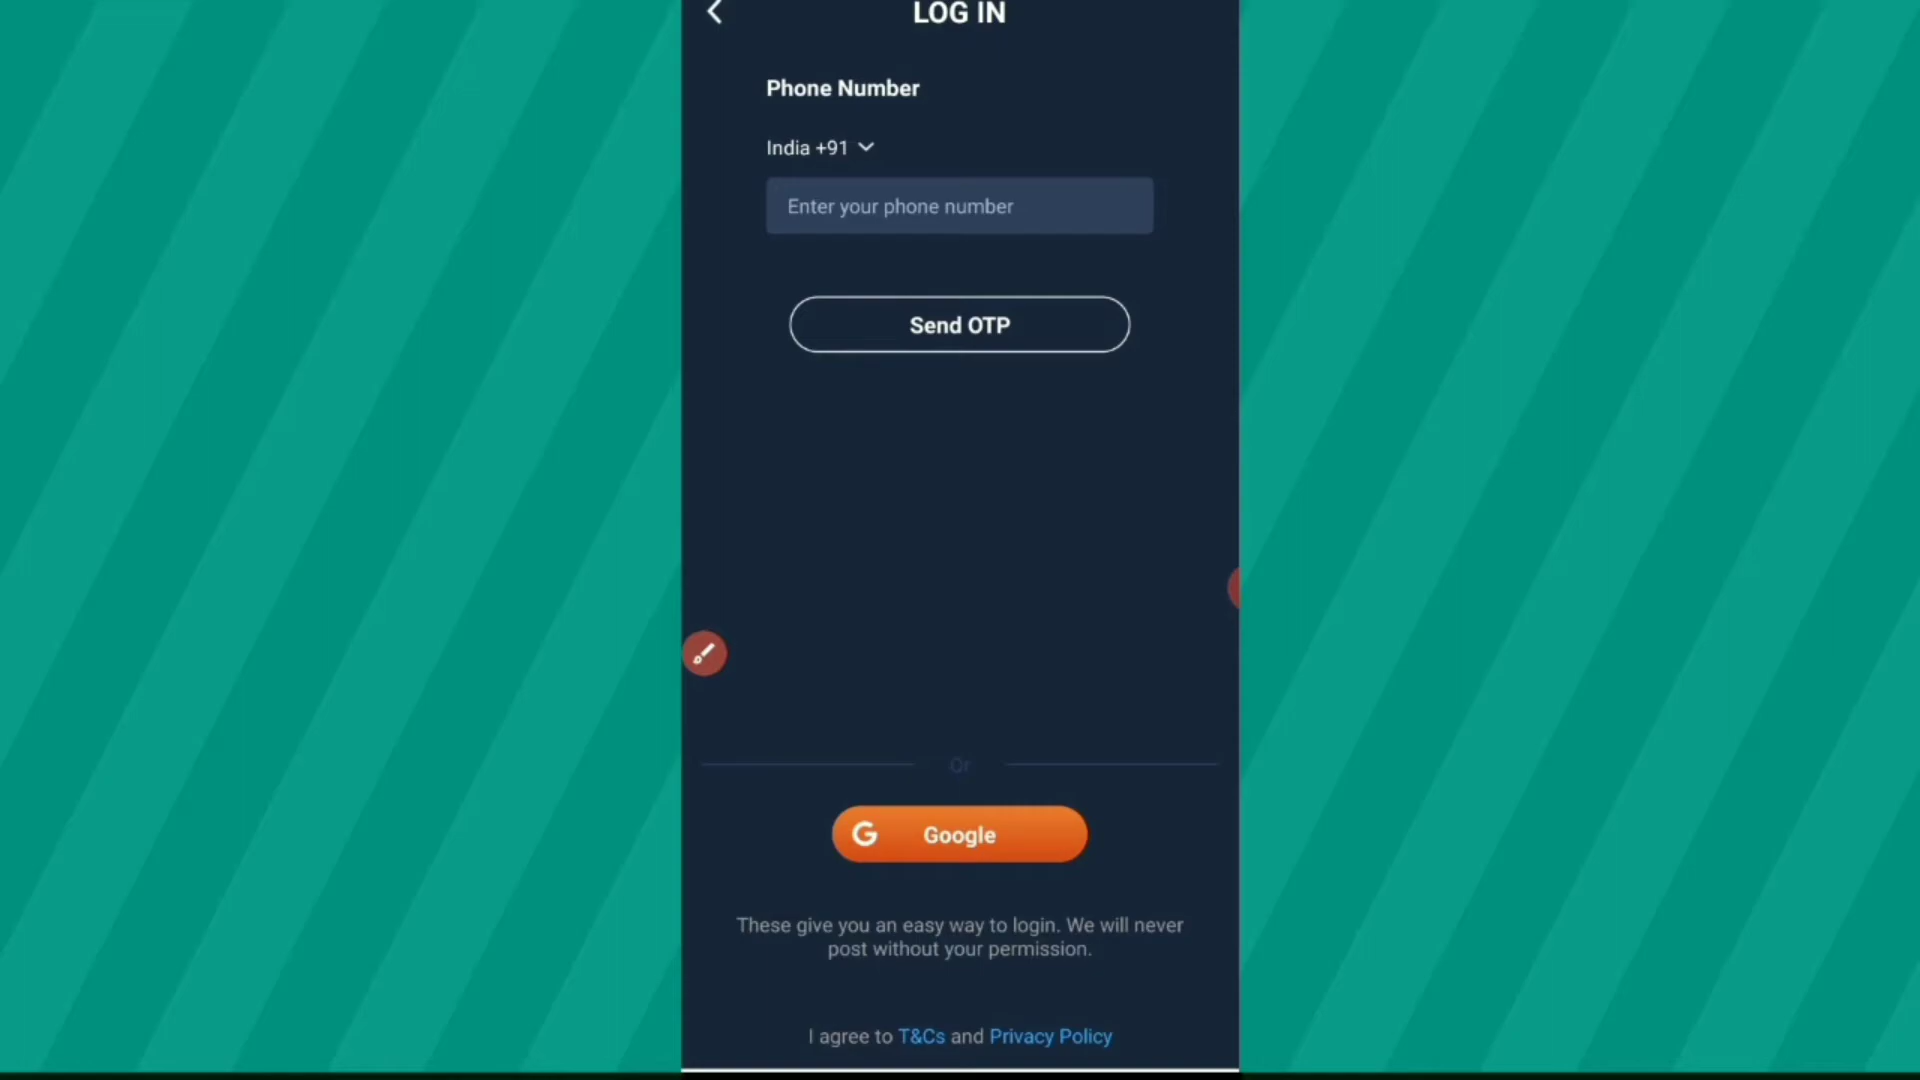 LOG IN
Phone Number
India +91
Enter your phone number
Send OTP
Or
Google
These give you an easy way to login. We will never
post without your permission.
I agree to T&Cs and Privacy Policy